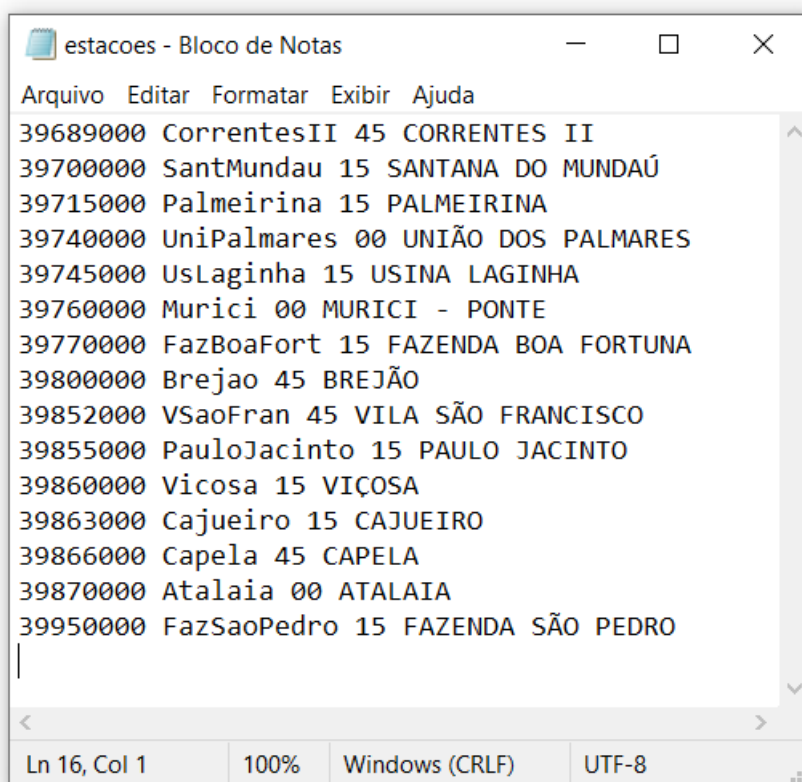 estacoes - Bloco de Notas
Arquivo Editar Formatar Exibir Ajuda
39689000 CorrentesII 45 CORRENTES II
39700000 SantMundau 15 SANTANA DO MUNDAÚ
39715000 Palmeirina 15 PALMEIRINA
39740000 UniPalmares 00 UNIÃO DOS PALMARES
39745000 UsLaginha 15 USINA LAGINHA
39760000 Murici 00 MURICI - PONTE
39770000 FazBoaFort 15 FAZENDA BOA FORTUNA
39800000 Brejao 45 BREJÃO
39852000 VSaoFran 45 VILA SÃO FRANCISCO
39855000 PauloJacinto 15 PAULO JACINTO
39860000 Vicosa 15 VIÇOSA
39863000 Cajueiro 15 CAJUEIRO
39866000 Capela 45 CAPELA
39870000 Atalaia 00 ATALAIA
39950000 FazSaoPedro 15 FAZENDA SÃO PEDRO
Ln 16, Col 1 100% Windows (CRLF) UTF-8